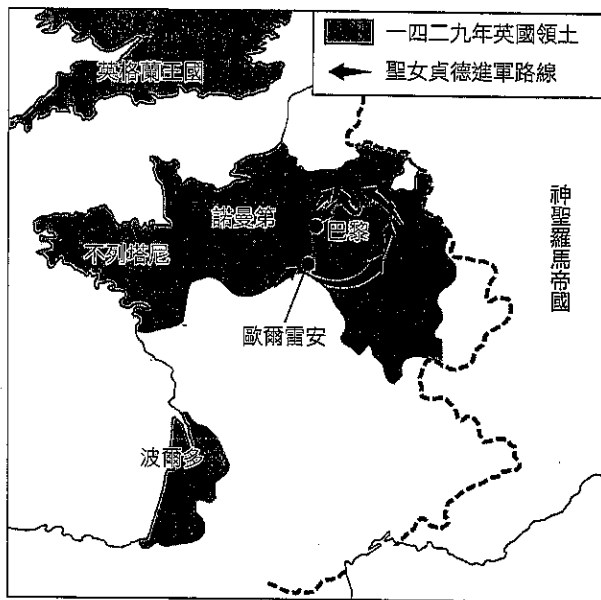 一四二九年英國領土
聖女貞德進軍路線
英格蘭王國
諾曼第
巴黎
不列塔尼
歐爾雷安
波爾多
神聖羅馬帝國